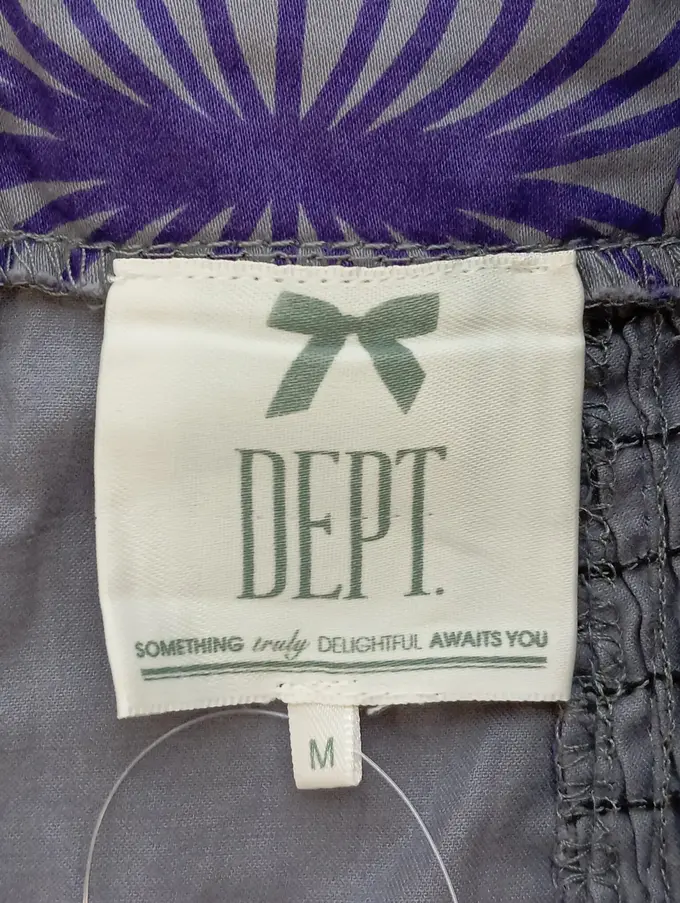 DEPT.
SOMETHING truly DELIGHTFUL AWAITS YOU
M